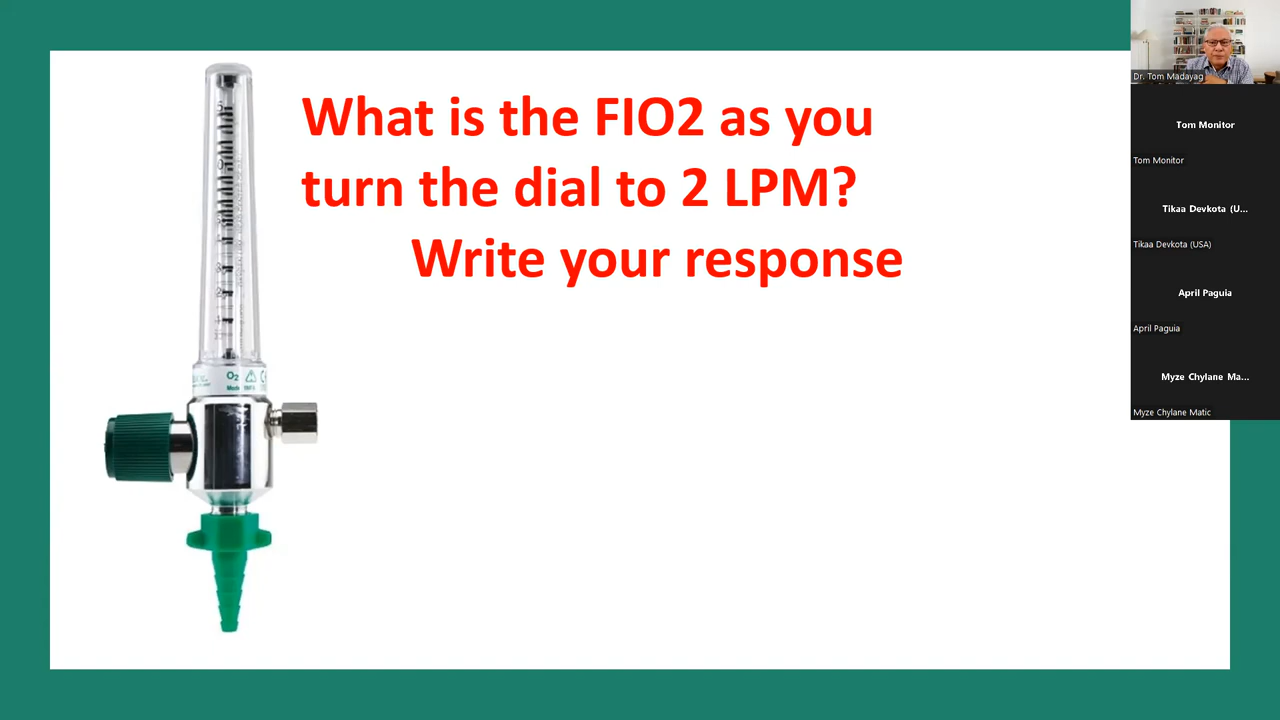 What is the FIO2 as you
turn the dial to 2 LPM?
Write your response
O2
Dr. Tom Madayag
Tom Monitor
Tom Monitor
Tikaa Devkota (U...
Tikaa Devkota (USA)
April Paguia
April Paguia
Myze Chylane Ma...
Myze Chylane Matic